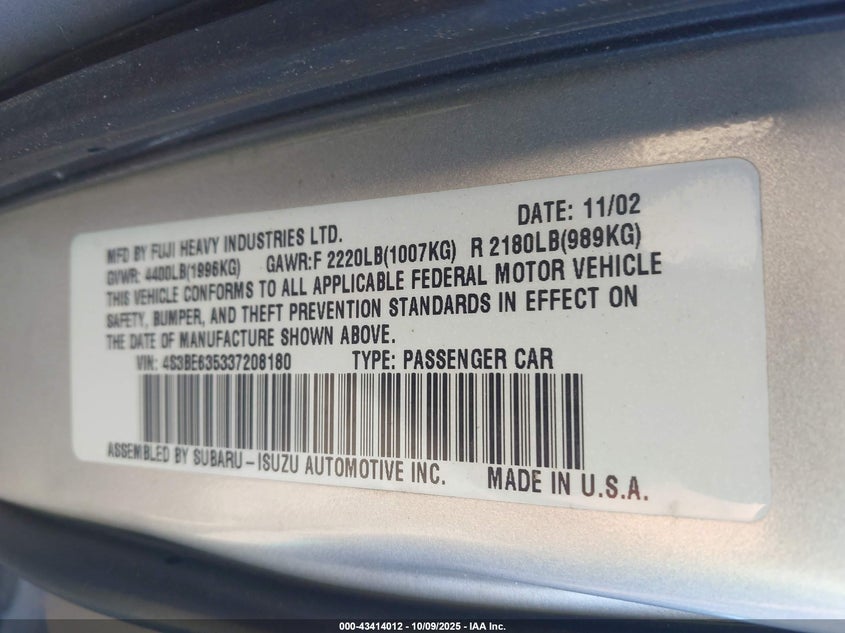 DATE: 11/02
MFD BY FUJI HEAVY INDUSTRIES LTD.
GVWR: 4400LB(1996KG) GAWR:F 2220LB(1007KG) R 2180LB(989KG)
THIS VEHICLE CONFORMS TO ALL APPLICABLE FEDERAL MOTOR VEHICLE
SAFETY, BUMPER, AND THEFT PREVENTION STANDARDS IN EFFECT ON
THE DATE OF MANUFACTURE SHOWN ABOVE.
VIN: 4S3BE635337208180 TYPE: PASSENGER CAR
ASSEMBLED BY SUBARU-ISUZU AUTOMOTIVE INC. MADE IN U.S.A.
000-43414012 - 10/09/2025 - IAA Inc.